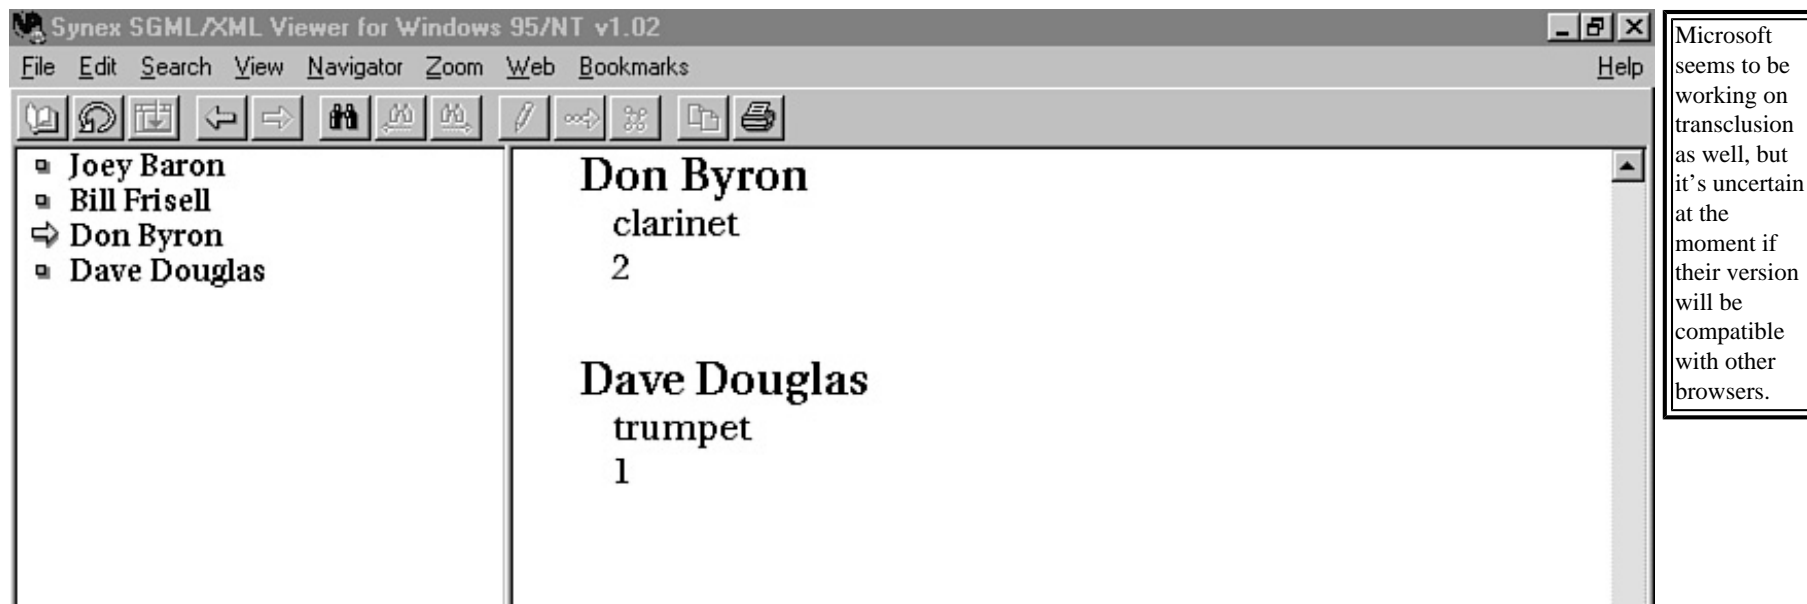 Synex SGML/XML Viewer for Windows 95/NT v1.02
File Edit Search View Navigator Zoom Web Bookmarks Help
Joey Baron
Bill Frisell
Don Byron
Dave Douglas
Don Byron
clarinet
2
Dave Douglas
trumpet
1
Microsoft
seems to be
working on
transclusion
as well, but
it's uncertain
at the
moment if
their version
will be
compatible
with other
browsers.